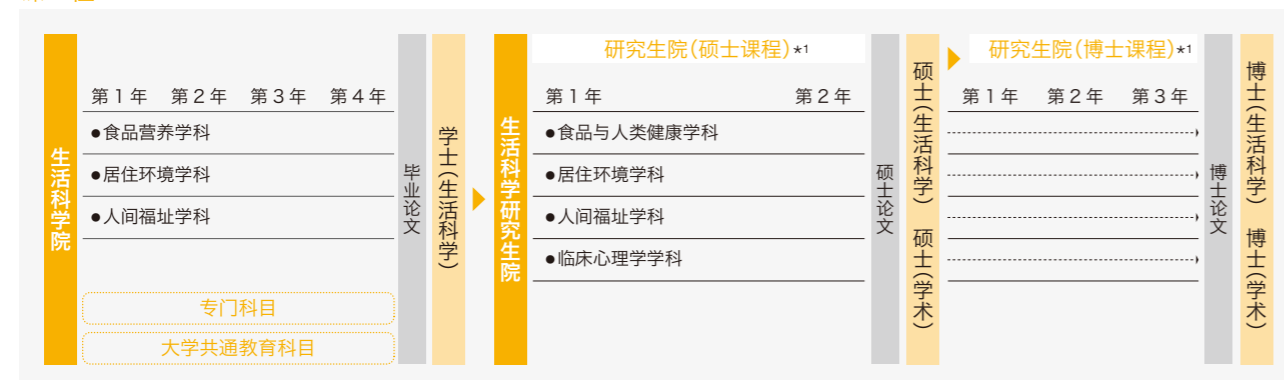 生活科学院
第1年 第2年 第3年 第4年
●食品营养学科
●居住环境学科
●人间福址学科
专门科目
大学共通教育科目
毕业论文
学士(生活科学)
生活科学研究生院
研究生院(硕士课程)*1
第1年 第2年
●食品与人类健康学科
●居住环境学科
●人间福址学科
●临床心理学学科
硕士论文
硕士(生活科学) 硕士(学术)
研究生院(博士课程)*1
第1年 第2年 第3年
博士论文
博士(生活科学) 博士(学术)